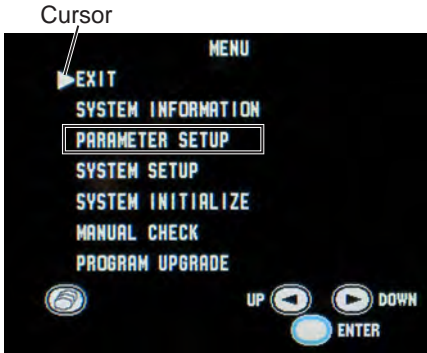 Cursor
MENU
EXIT
SYSTEM INFORMATION
PARAMETER SETUP
SYSTEM SETUP
SYSTEM INITIALIZE
MANUAL CHECK
PROGRAM UPGRADE
UP DOWN
ENTER